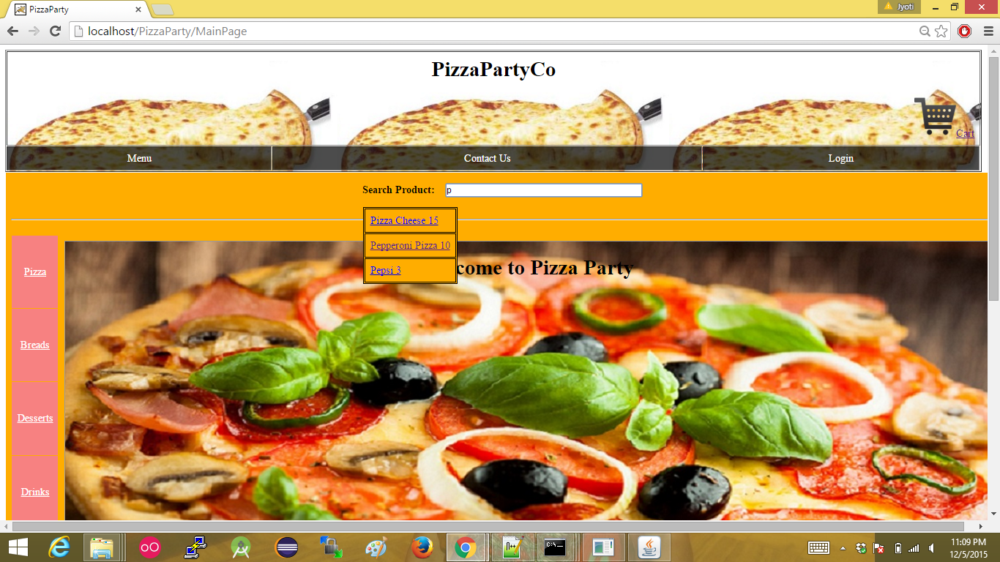 PizzaParty
Jyoti
localhost/PizzaParty/MainPage
PizzaPartyCo
Cart
Menu
Contact Us
Login
Search Product: p
Pizza Cheese 15
Pepperoni Pizza 10
Pepsi 3
come to Pizza Party
Pizza
Breads
Desserts
Drinks
11:09 PM
12/5/2015